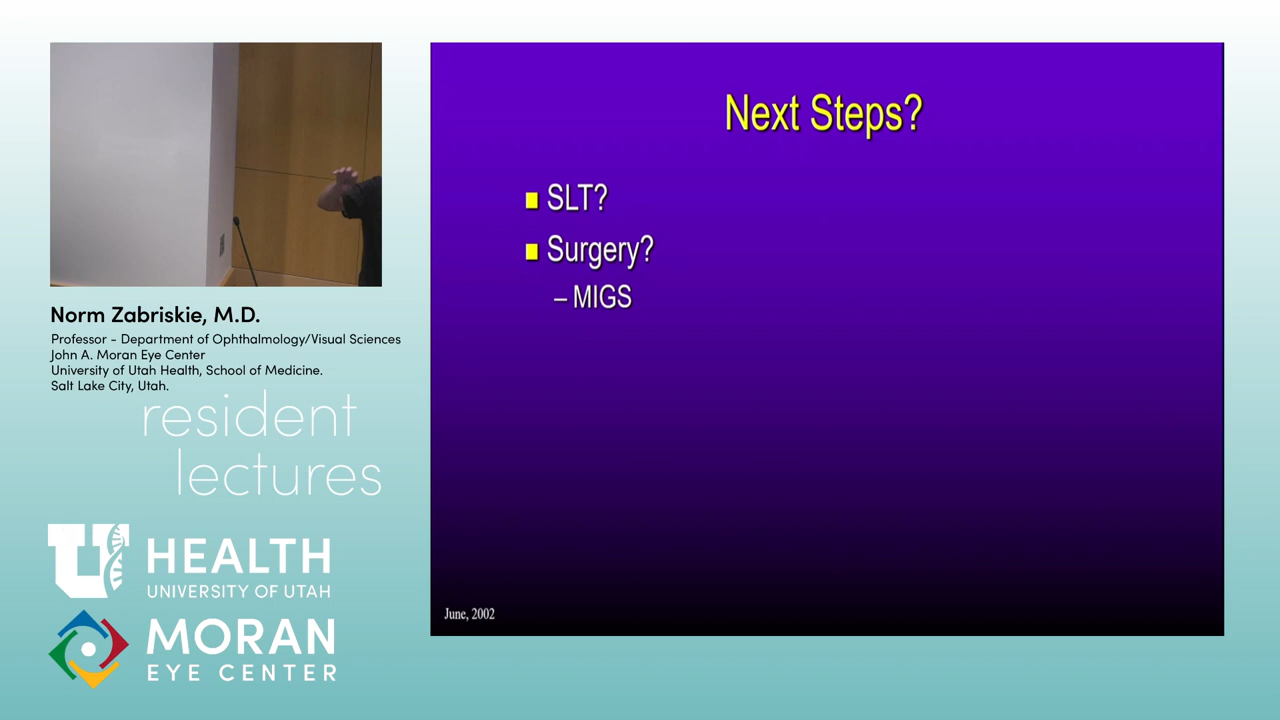 Next Steps?
■ SLT?
■ Surgery?
– MIGS
June, 2002
Norm Zabriskie, M.D.
Professor - Department of Ophthalmology/Visual Sciences
John A. Moran Eye Center
University of Utah Health, School of Medicine.
Salt Lake City, Utah.
resident
lectures
U HEALTH
UNIVERSITY OF UTAH
MORAN
EYE CENTER